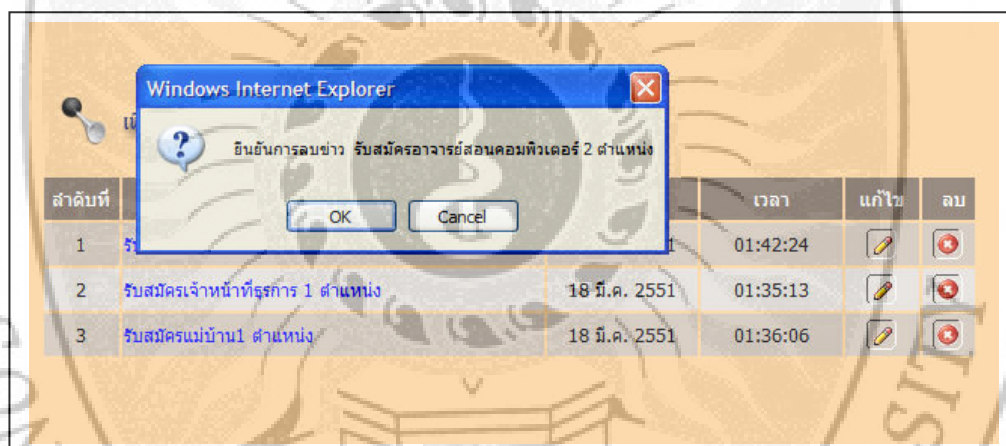 Windows Internet Explorer
ยืนยันการลบข่าว รับสมัครอาจารย์สอนคอมพิวเตอร์ 2 ตำแหน่ง
OK Cancel
ลำดับที่ เวลา แก้ไข ลบ
1 01:42:24
2 รับสมัครเจ้าหน้าที่ธุรการ 1 ตำแหน่ง 18 มี.ค. 2551 01:35:13
3 รับสมัครแม่บ้าน1 ตำแหน่ง 18 มี.ค. 2551 01:36:06